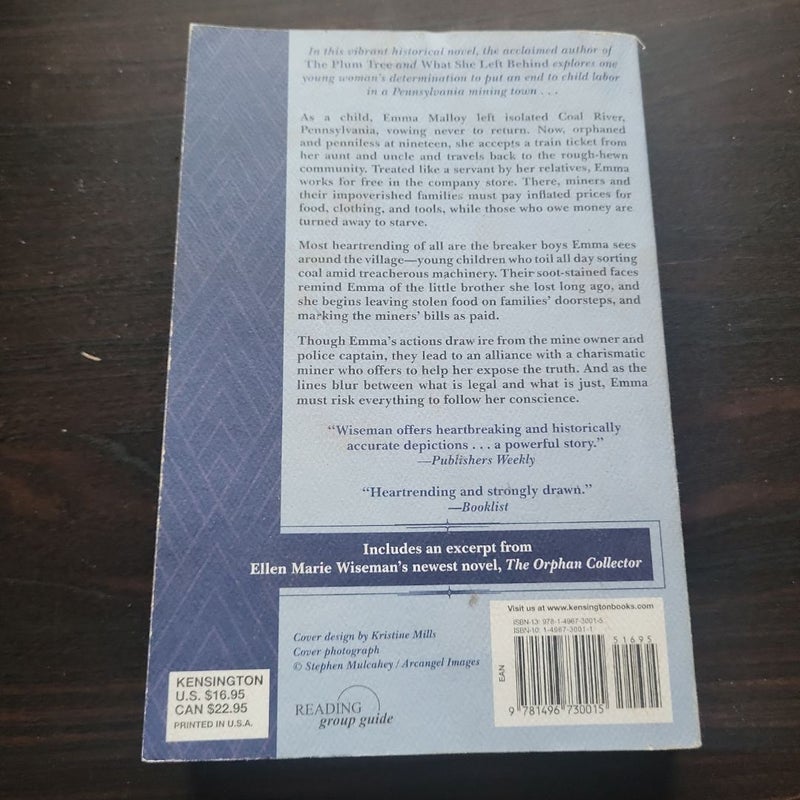 In this vibrant historical novel, the acclaimed author of
The Plum Tree and What She Left Behind explores one
young woman's determination to put an end to child labor
in a Pennsylvania mining town . . .
As a child, Emma Malloy left isolated Coal River,
Pennsylvania, vowing never to return. Now, orphaned
and penniless at nineteen, she accepts a train ticket from
her aunt and uncle and travels back to the rough-hewn
community. Treated like a servant by her relatives, Emma
works for free in the company store. There, miners and
their impoverished families must pay inflated prices for
food, clothing, and tools, while those who owe money are
turned away to starve.
Most heartrending of all are the breaker boys Emma sees
around the village—young children who toil all day sorting
coal amid treacherous machinery. Their soot-stained faces
remind Emma of the little brother she lost long ago, and
she begins leaving stolen food on families' doorsteps, and
marking the miners' bills as paid.
Though Emma's actions draw ire from the mine owner and
police captain, they lead to an alliance with a charismatic
miner who offers to help her expose the truth. And as the
lines blur between what is legal and what is just, Emma
must risk everything to follow her conscience.
"Wiseman offers heartbreaking and historically
accurate depictions . . . a powerful story."
—Publishers Weekly
"Heartrending and strongly drawn."
—Booklist
Includes an excerpt from
Ellen Marie Wiseman's newest novel, The Orphan Collector
Cover design by Kristine Mills
Cover photograph
© Stephen Mulcahey / Arcangel Images
READING
group guide
KENSINGTON
U.S. $16.95
CAN $22.95
PRINTED IN U.S.A.
Visit us at www.kensingtonbooks.com
ISBN-13: 978-1-4967-3001-5
ISBN-10: 1-4967-3001-1
51695
EAN
9 781496 730015